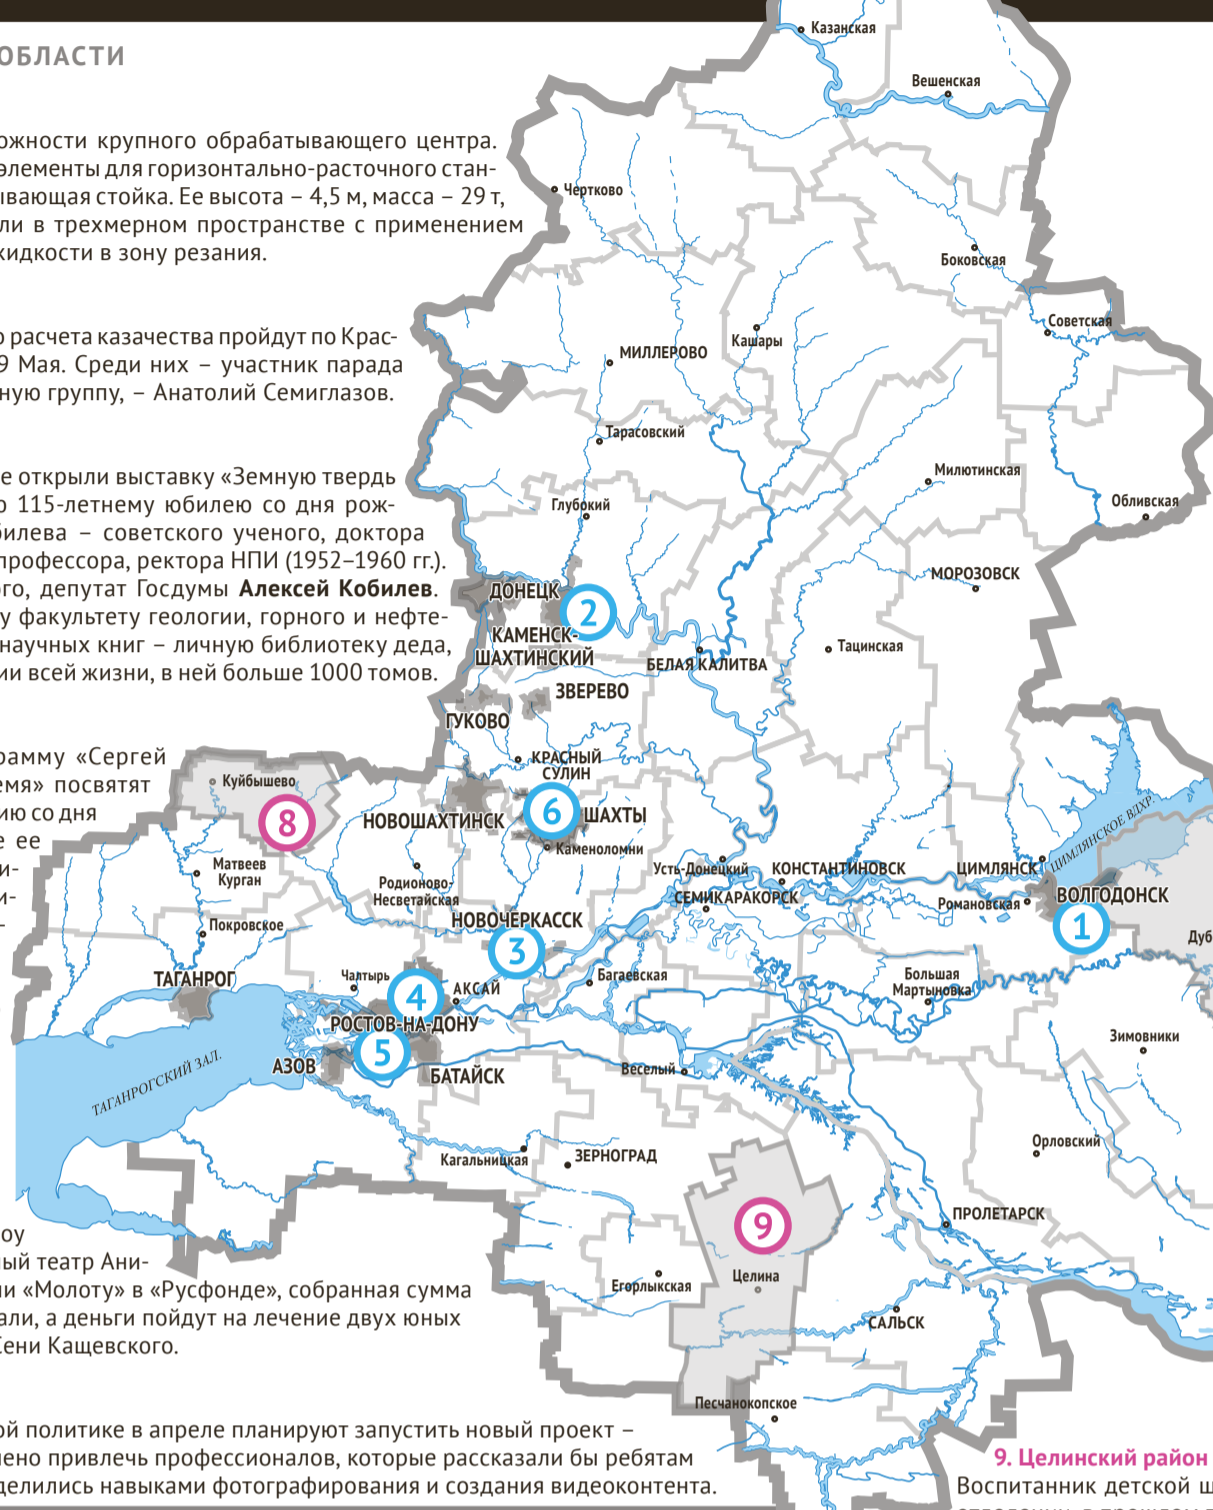 ОБЛАСТИ
ожности крупного обрабатывающего центра.
элементы для горизонтально-расточного стан-
ывающая стойка. Ее высота – 4,5 м, масса – 29 т,
ли в трехмерном пространстве с применением
жидкости в зону резания.
о расчета казачества пройдут по Крас-
9 Мая. Среди них – участник парада
ную группу, – Анатолий Семиглазов.
е открыли выставку «Земную твердь
о 115-летнему юбилею со дня рож-
билева – советского ученого, доктора
профессора, ректора НПИ (1952–1960 гг.).
ого, депутат Госдумы Алексей Кобилев.
у факультету геологии, горного и нефте-
научных книг – личную библиотеку деда,
ии всей жизни, в ней больше 1000 томов.
рамму «Сергей
емя» посвятят
ию со дня
е ее
и-
и-
-
оу
ный театр Ани-
ли «Молоту» в «Русфонде», собранная сумма
али, а деньги пойдут на лечение двух юных
Сени Кащевского.
ой политике в апреле планируют запустить новый проект –
ено привлечь профессионалов, которые рассказали бы ребятам
делились навыками фотографирования и создания видеоконтента.
Казанская
Вешенская
Чертково
Боковская
Советская
Кашары
МИЛЛЕРОВО
Тарасовский
Милютинская
Обливская
Глубокий
МОРОЗОВСК
ДОНЕЦК
2
КАМЕНСК-
ШАХТИНСКИЙ
БЕЛАЯ КАЛИТВА
Тацинская
ЗВЕРЕВО
ГУКОВО
КРАСНЫЙ
СУЛИН
Куйбышево
8
НОВОШАХТИНСК
6
ШАХТЫ
Каменоломни
ЦИМЛЯНСКОЕ ВДХР.
Матвеев
Курган
Родионово-
Несветайская
Усть-Донецкий
КОНСТАНТИНОВСК
ЦИМЛЯНСК
СЕМИКАРАКОРСК
Романовская
ВОЛГОДОНСК
1
Покровское
НОВОЧЕРКАССК
3
Дуб
ТАГАНРОГ
Чалтырь
4
АКСАЙ
Багаевская
Большая
Мартыновка
РОСТОВ-НА-ДОНУ
5
Зимовники
АЗОВ
БАТАЙСК
Веселый
ТАГАНРОГСКИЙ ЗАЛ.
Кагальницкая
ЗЕРНОГРАД
Орловский
9
ПРОЛЕТАРСК
Егорлыкская
Целина
САЛЬСК
Песчанокопское
9. Целинский район
Воспитанник детской ш